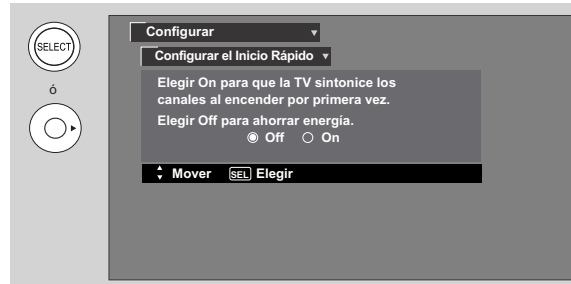 SELECT
ó
Configurar
Configurar el Inicio Rápido
Elegir On para que la TV sintonice los
canales al encender por primera vez.
Elegir Off para ahorrar energía.
Off On
Mover SEL Elegir